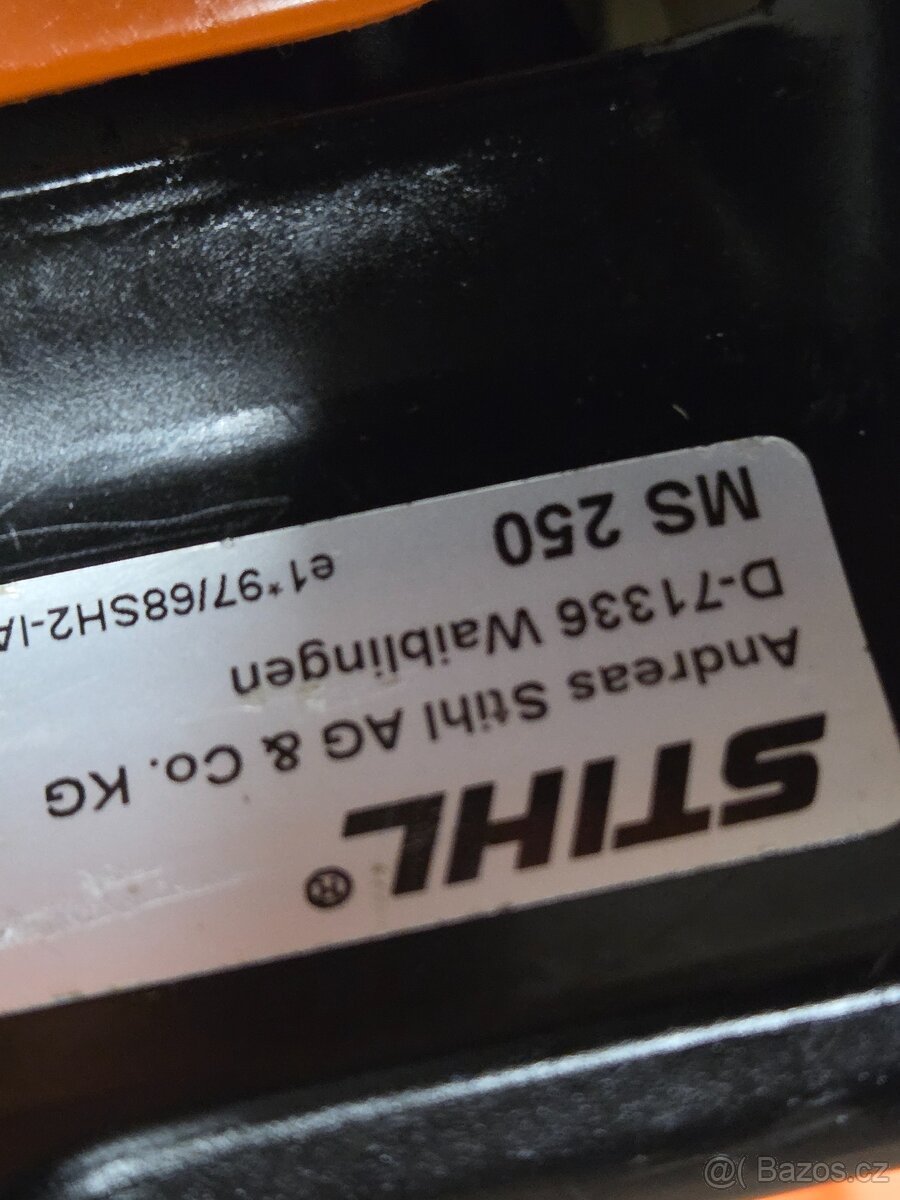 STIHL®
Andreas Stihl AG & Co. KG
D-71336 Waiblingen
MS 250
e1*97/68SH2-IA
@( Bazos.cz